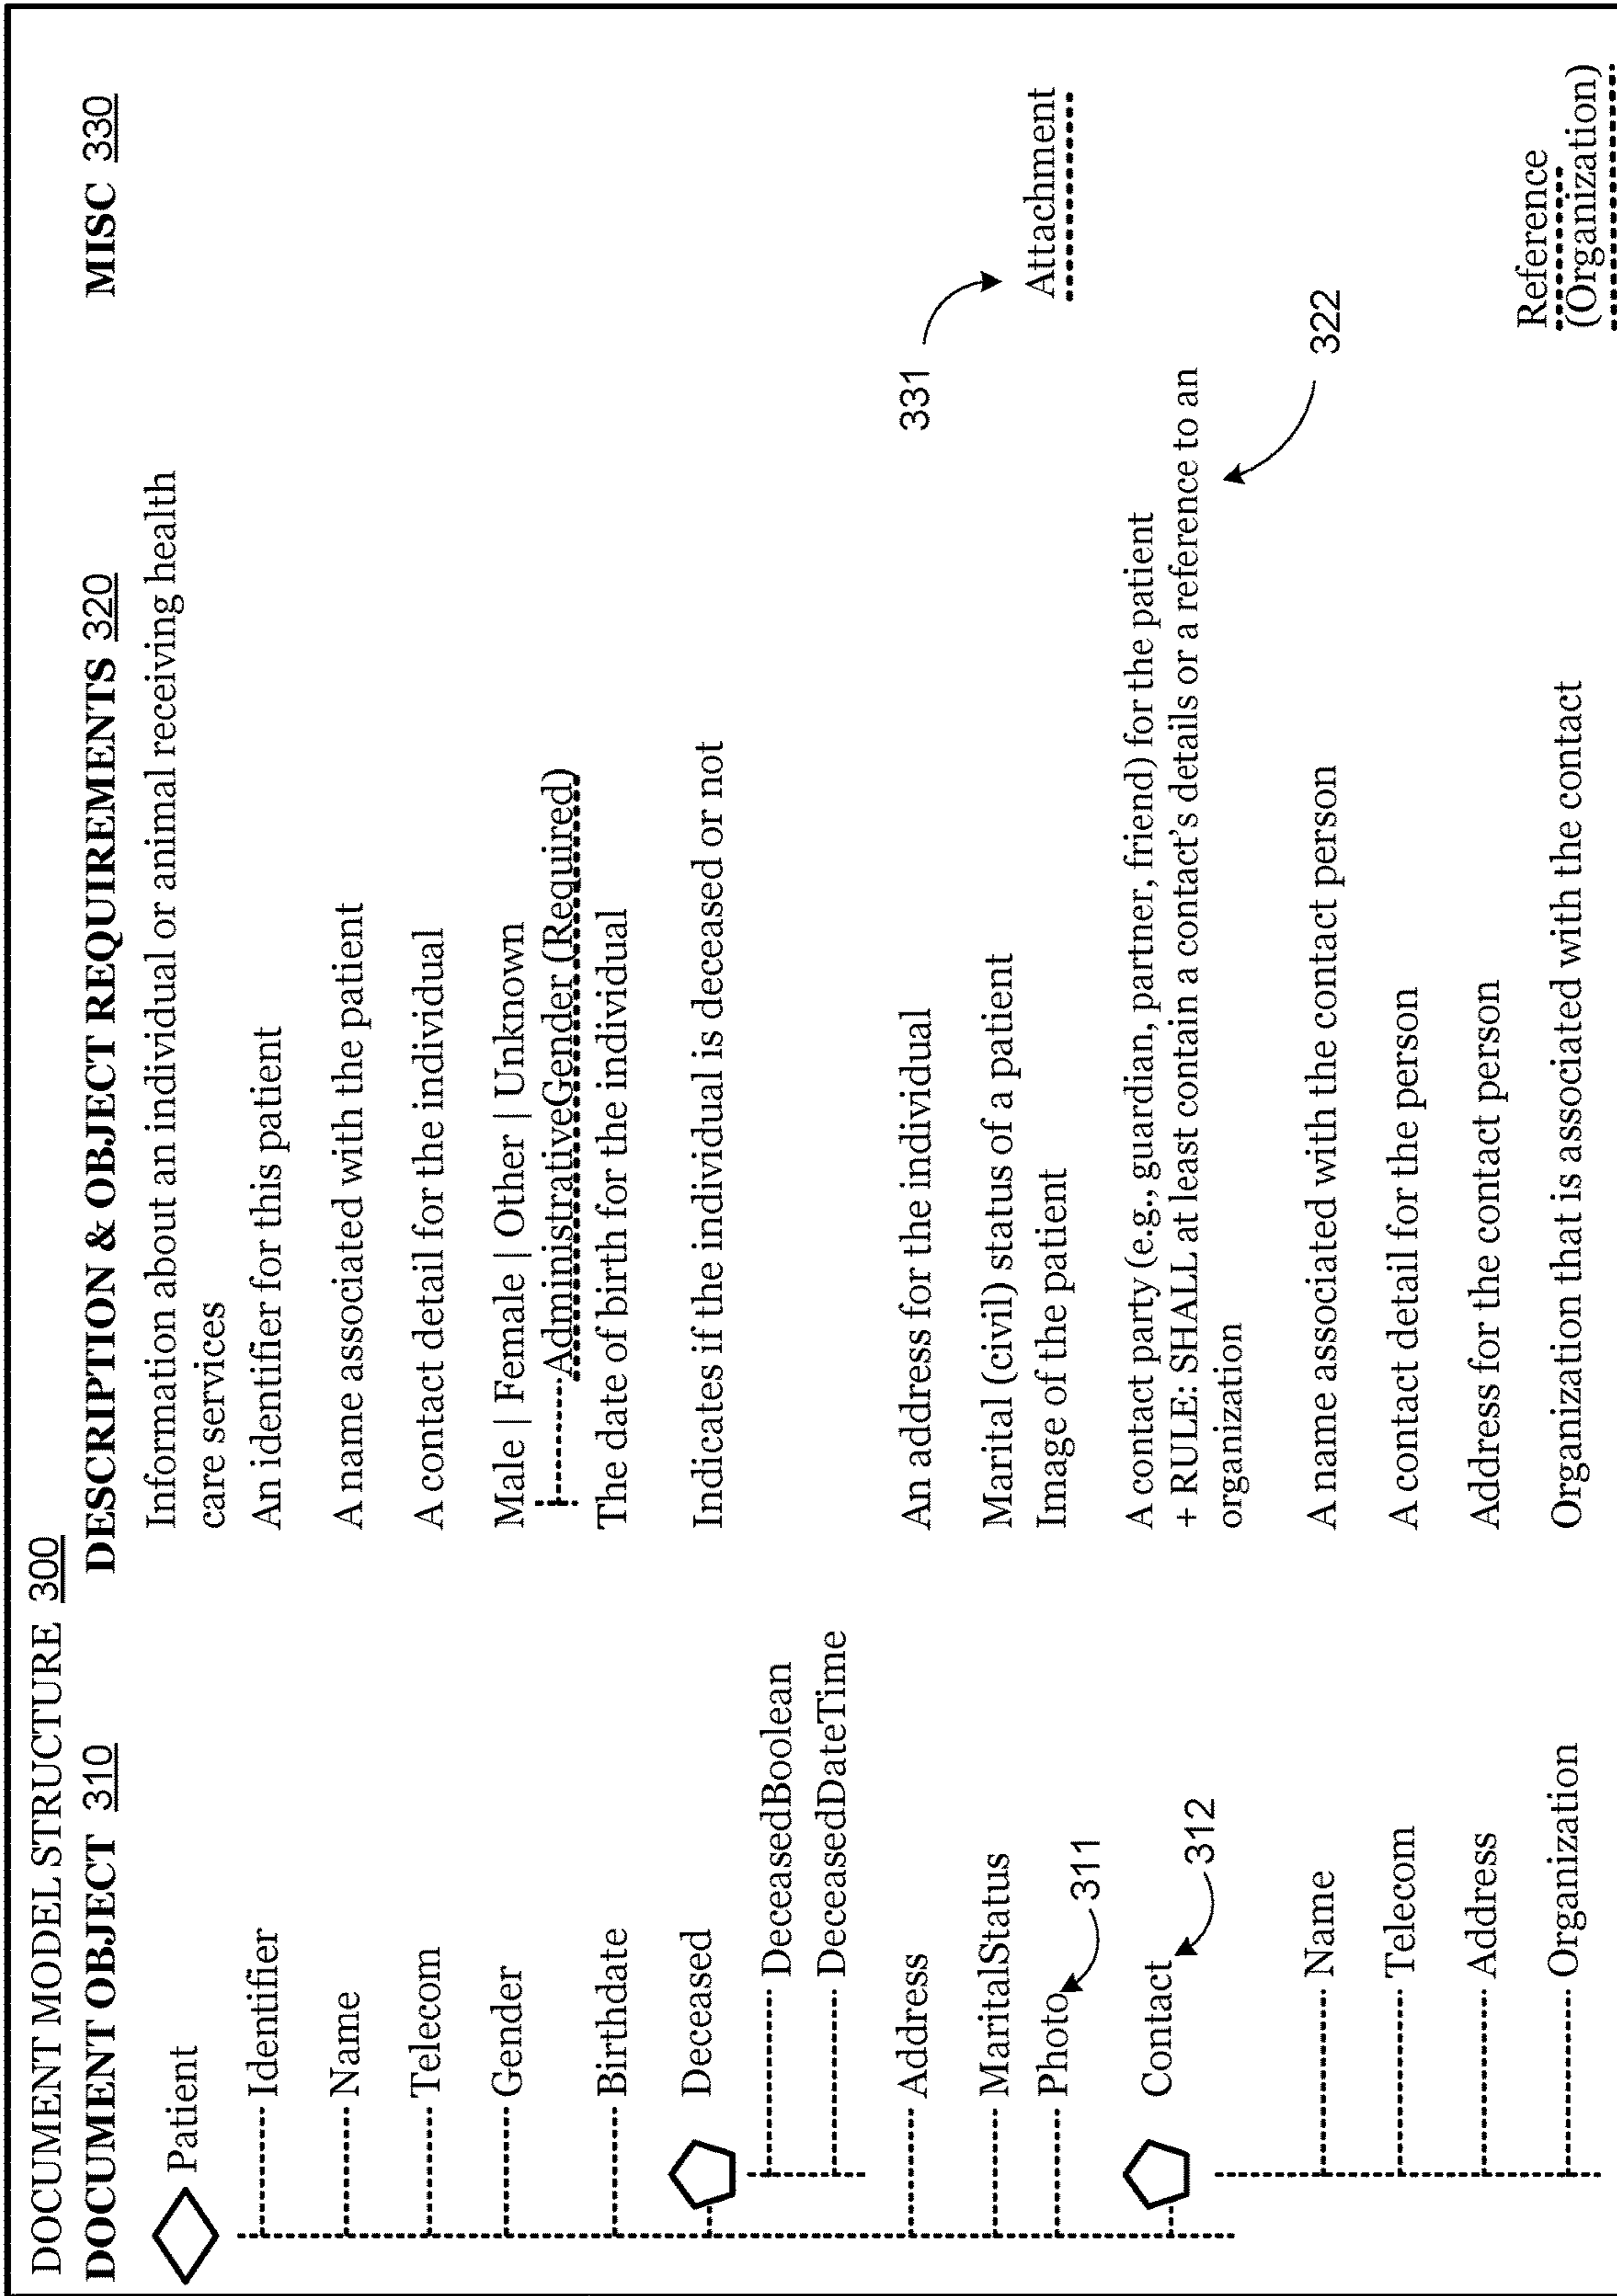 DOCUMENT MODEL STRUCTURE 300
DOCUMENT OBJECT 310
DESCRIPTION & OBJECT REQUIREMENTS 320
MISC 330
Patient
Information about an individual or animal receiving health
care services
Identifier
An identifier for this patient
Name
A name associated with the patient
Telecom
A contact detail for the individual
Gender
Male | Female | Other | Unknown
AdministrativeGender (Required)
Birthdate
The date of birth for the individual
Deceased
Indicates if the individual is deceased or not
DeceasedBoolean
DeceasedDateTime
Address
An address for the individual
331
MaritalStatus
Marital (civil) status of a patient
Photo
311
Image of the patient
Attachment
Contact
312
A contact party (e.g., guardian, partner, friend) for the patient
+ RULE: SHALL at least contain a contact's details or a reference to an
organization
322
Name
A name associated with the contact person
Telecom
A contact detail for the person
Address
Address for the contact person
Organization
Organization that is associated with the contact
Reference
(Organization)